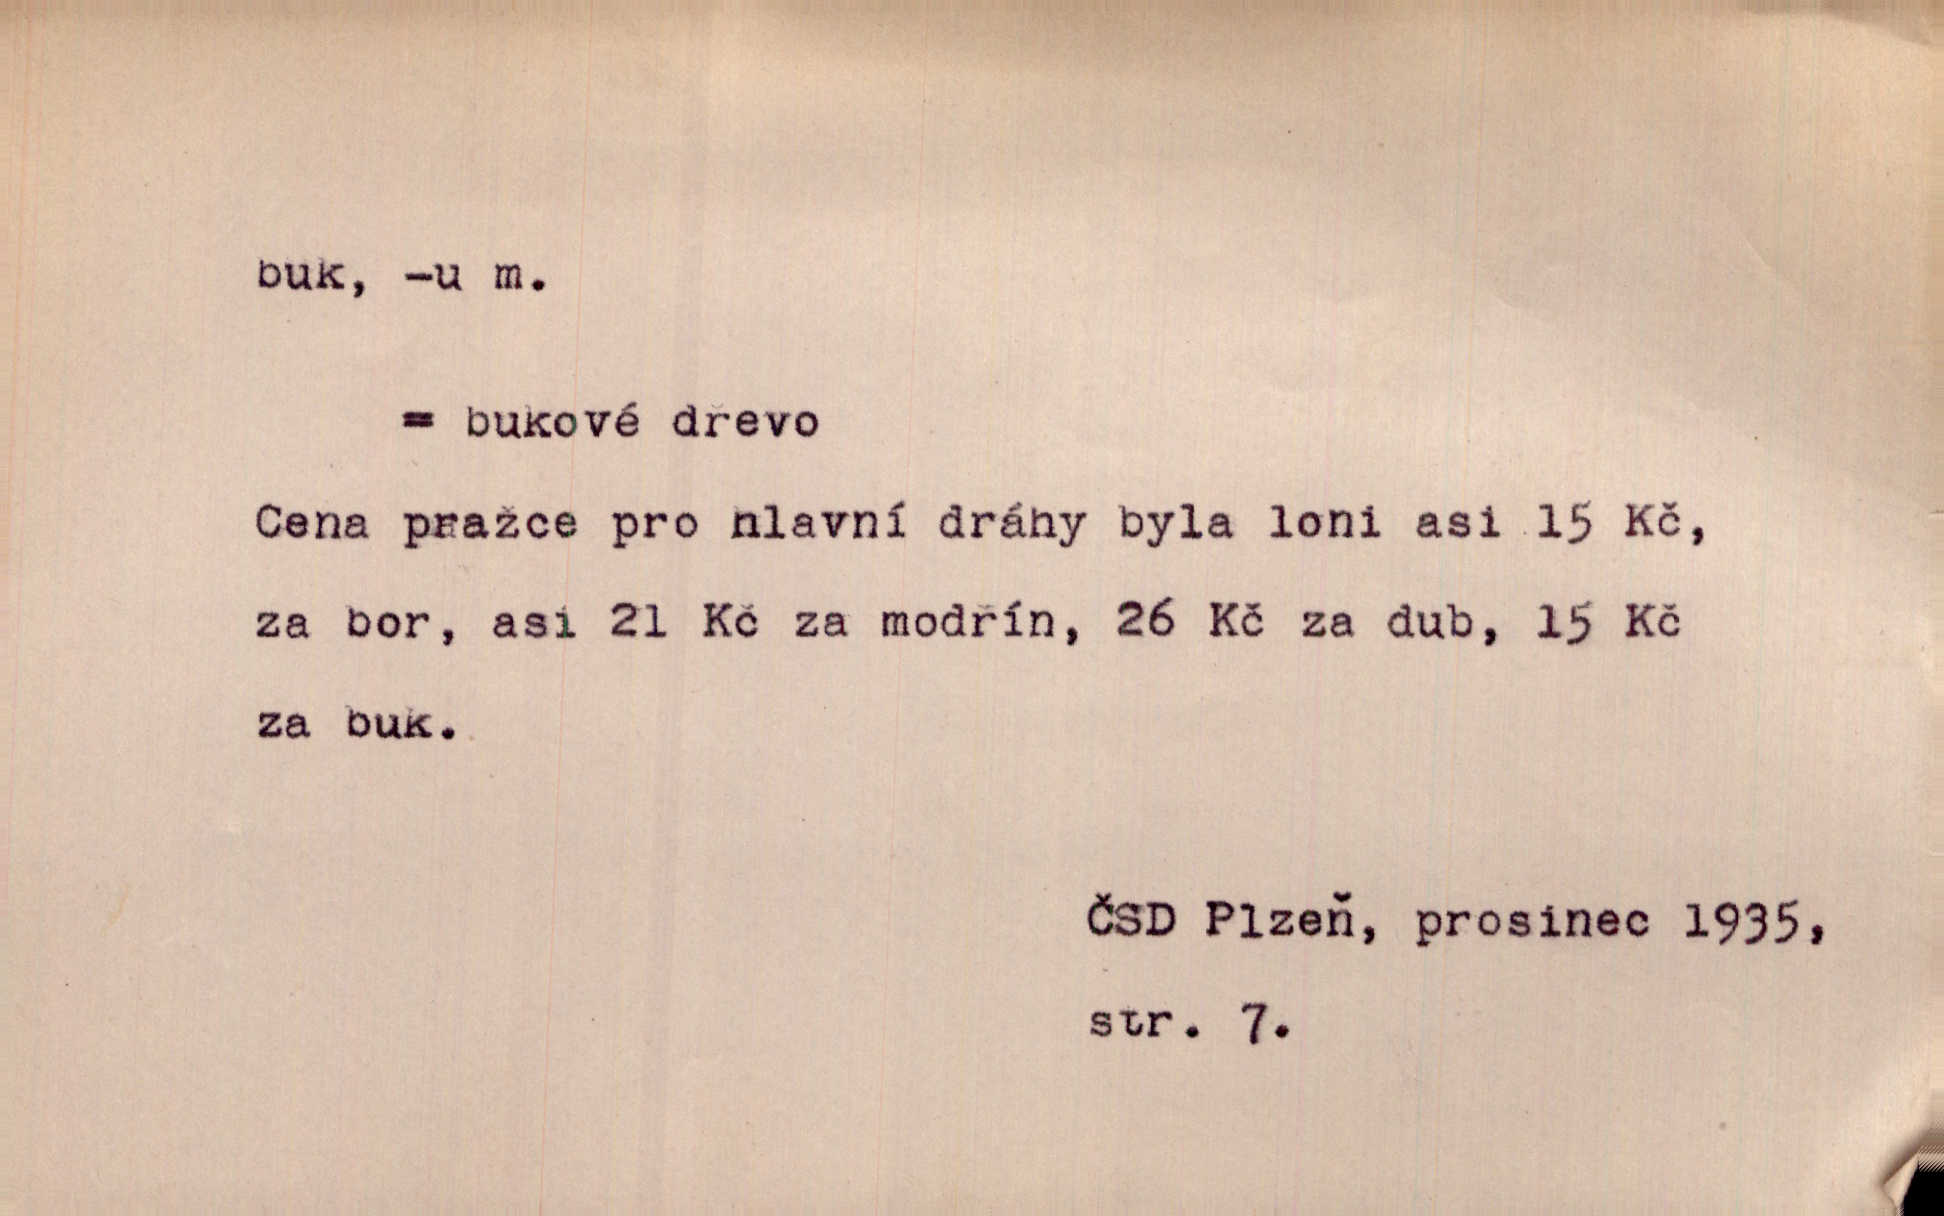 buk, -u m.
= bukové dřevo
Cena pražce pro hlavní dráhy byla loni asi 15 Kč,
za bor, asi 21 Kč za modřín, 26 Kč za dub, 15 Kč
za buk.
ČSD Plzeň, prosinec 1935,
str. 7.